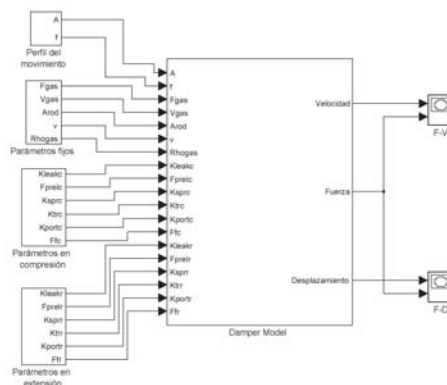 A
f
Perfil del
movimiento
Fgas
Vgas
Arod
v
Rhogas
Parámetros fijos
Kleakc
Fprelc
Ksprc
Ktrc
Kportc
Ffc
Parámetros en
compresión
Kleakr
Fprelr
Ksprr
Ktrr
Kportr
Ffr
Parámetros en
extensión
A
f
Fgas
Vgas
Arod
v
Rhogas
Kleakc
Fprelc
Ksprc
Ktrc
Kportc
Ffc
Kleakr
Fprelr
Ksprr
Ktrr
Kportr
Ffr
Velocidad
Fuerza
Desplazamiento
Damper Model
F-V
F-D